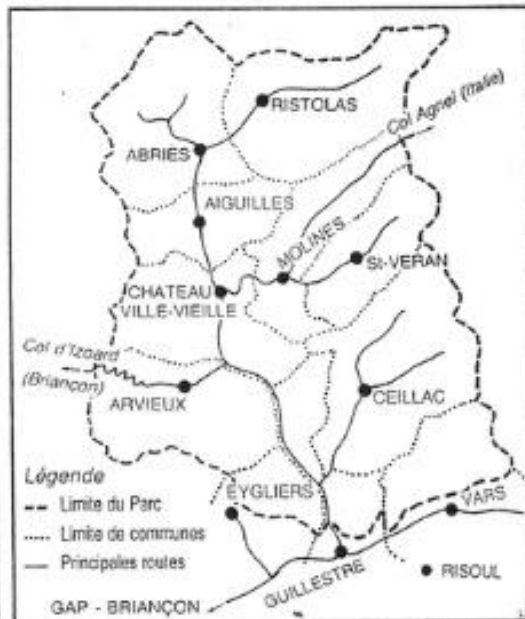 RISTOLAS
Col Agnel (Italie)
ABRIES
AIGUILLES
MOLINES
St-VERAN
CHATEAU
VILLE-VIEILLE
Col d'Izoard
(Briançon)
ARVIEUX
CEILLAC
Légende
Limite du Parc
Limite de communes
Principales routes
EYGLIERS
VARS
GUILLESTRE
RISOUL
GAP - BRIANÇON